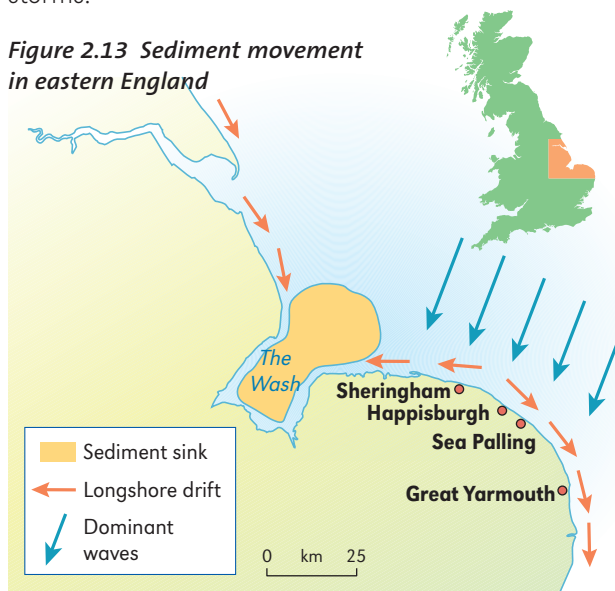 storms.
Figure 2.13 Sediment movement
in eastern England
The
Wash
Sheringham
Happisburgh
Sea Palling
Great Yarmouth
Sediment sink
Longshore drift
Dominant
waves
0 km 25